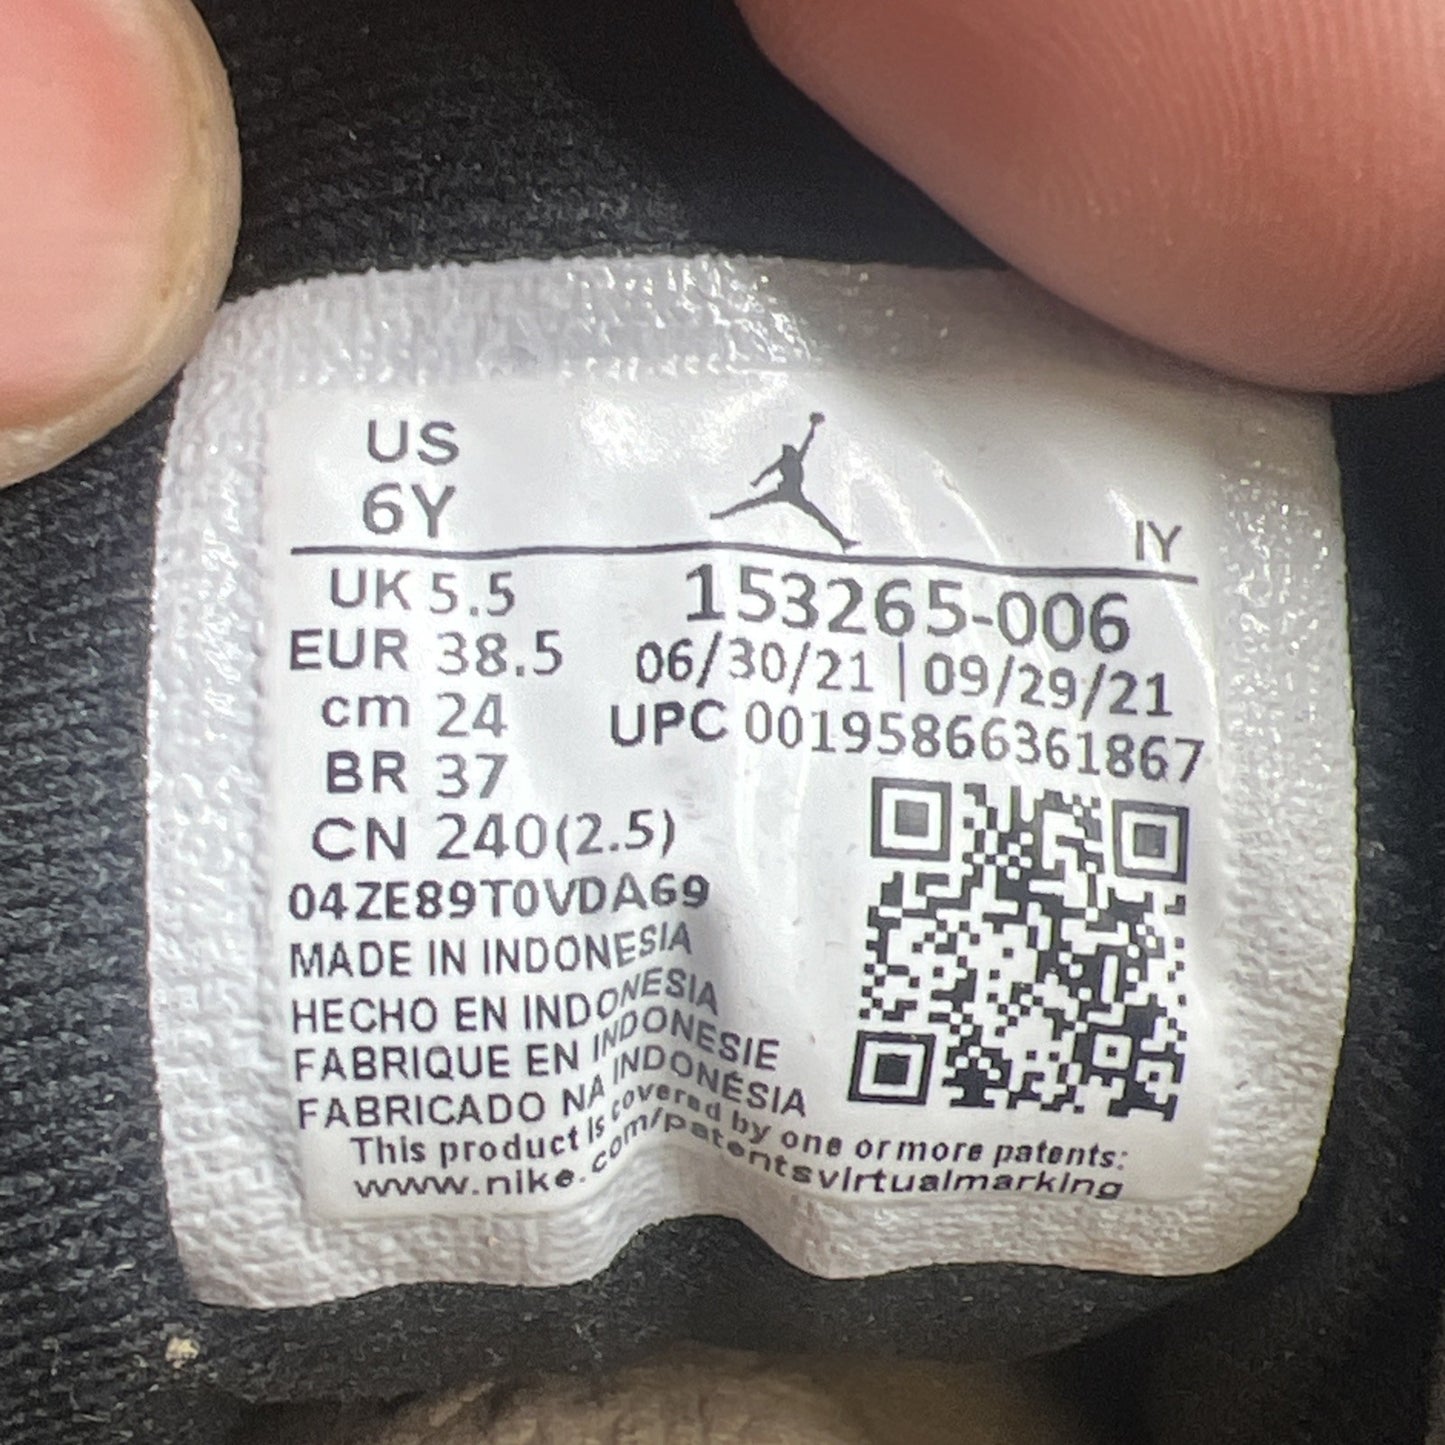 US
6Y
IY
UK 5.5
EUR 38.5
cm 24
BR 37
CN 240(2.5)
153265-006
06/30/21 | 09/29/21
UPC 00195866361867
04ZE89T0VDA69
MADE IN INDONESIA
HECHO EN INDONESIA
FABRIQUE EN INDONESIE
FABRICADO NA INDONÉSIA
This product is covered by one or more patents:
www.nike.com/patentsvirtualmarking